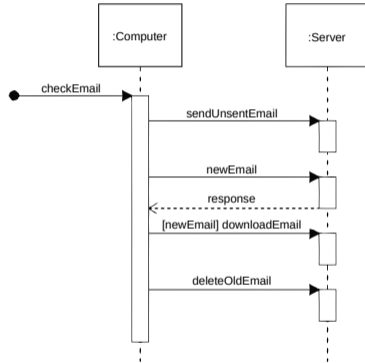 :Computer
:Server
checkEmail
sendUnsentEmail
newEmail
response
[newEmail] downloadEmail
deleteOldEmail